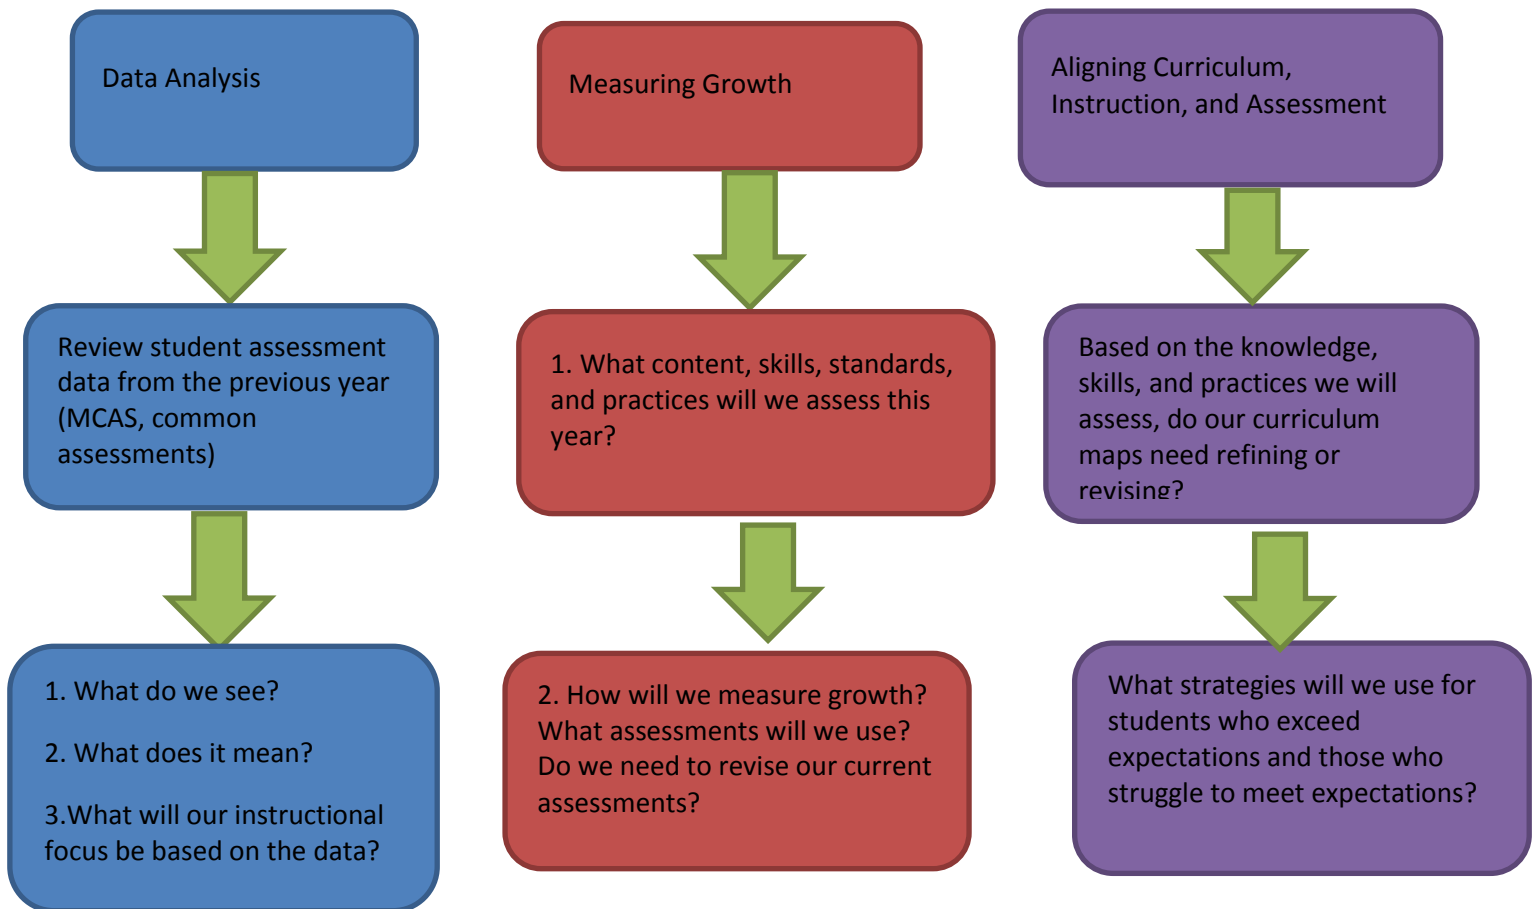 Data Analysis
Review student assessment
data from the previous year
(MCAS, common
assessments)
1. What do we see?
2. What does it mean?
3.What will our instructional
focus be based on the data?
Measuring Growth
1. What content, skills, standards,
and practices will we assess this
year?
2. How will we measure growth?
What assessments will we use?
Do we need to revise our current
assessments?
Aligning Curriculum,
Instruction, and Assessment
Based on the knowledge,
skills, and practices we will
assess, do our curriculum
maps need refining or
revising?
What strategies will we use for
students who exceed
expectations and those who
struggle to meet expectations?